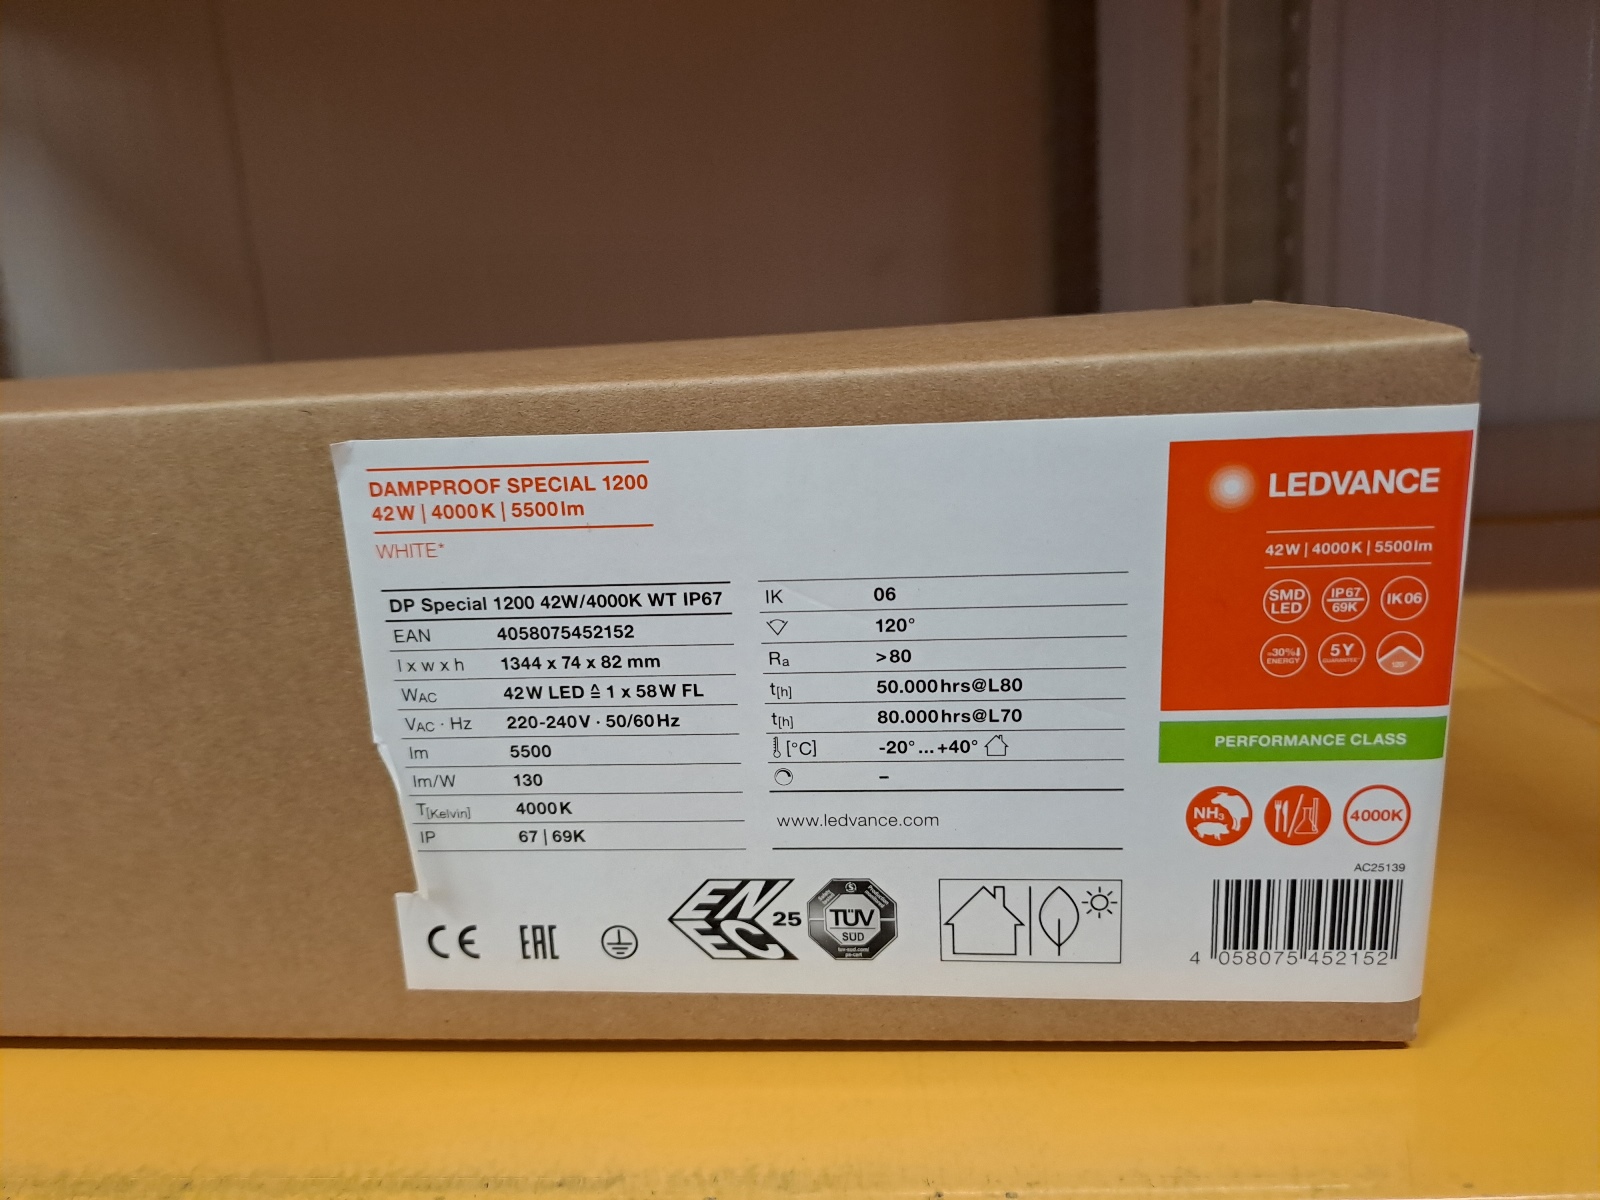 DAMPPROOF SPECIAL 1200
42W | 4000K | 5500lm
WHITE*
DP Special 1200 42W/4000K WT IP67
EAN 4058075452152
l x w x h 1344 x 74 x 82 mm
WAC 42W LED ≙ 1 x 58W FL
VAC · Hz 220-240V · 50/60Hz
lm 5500
lm/W 130
T[Kelvin] 4000K
IP 67 | 69K
IK 06
120°
Ra >80
t[h] 50.000hrs@L80
t[h] 80.000hrs@L70
[°C] -20°...+40°
–
www.ledvance.com
CE
EAC
ENEC 25
TÜV
SÜD
LEDVANCE
42W | 4000K | 5500lm
SMD LED
IP67 69K
IK06
-30% ENERGY
5Y GUARANTEE
120°
PERFORMANCE CLASS
NH3
4000K
AC25139
4 058075 452152